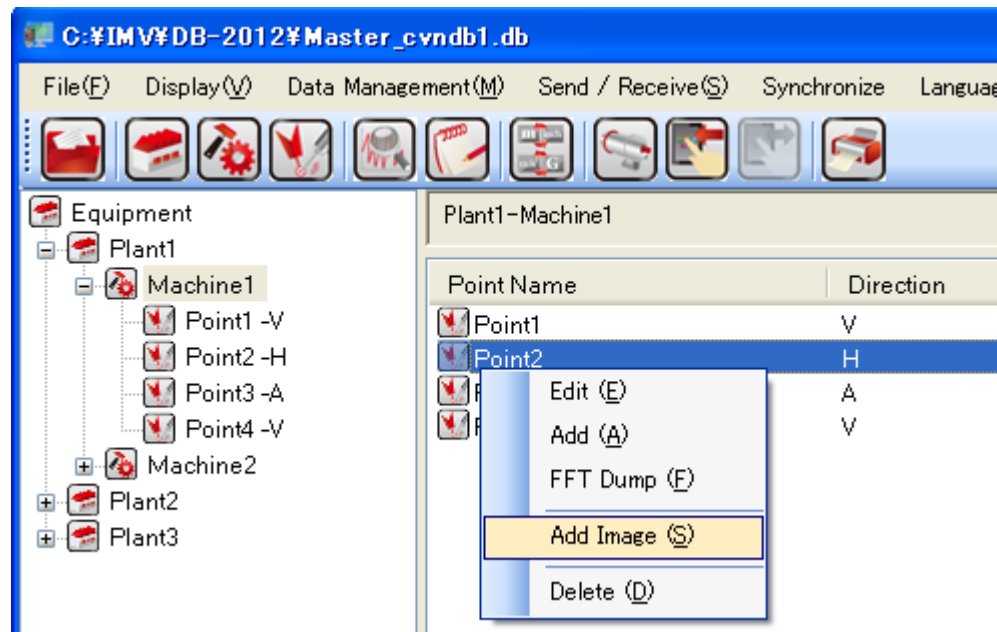 C:¥IMV¥DB-2012¥Master_cvndb1.db
File(F) Display(V) Data Management(M) Send / Receive(S) Synchronize Languag
Equipment
Plant1
Machine1
Point1 -V
Point2 -H
Point3 -A
Point4 -V
Machine2
Plant2
Plant3
Plant1-Machine1
Point Name Direction
Point1 V
Point2 H
A
V
Edit (E)
Add (A)
FFT Dump (F)
Add Image (S)
Delete (D)